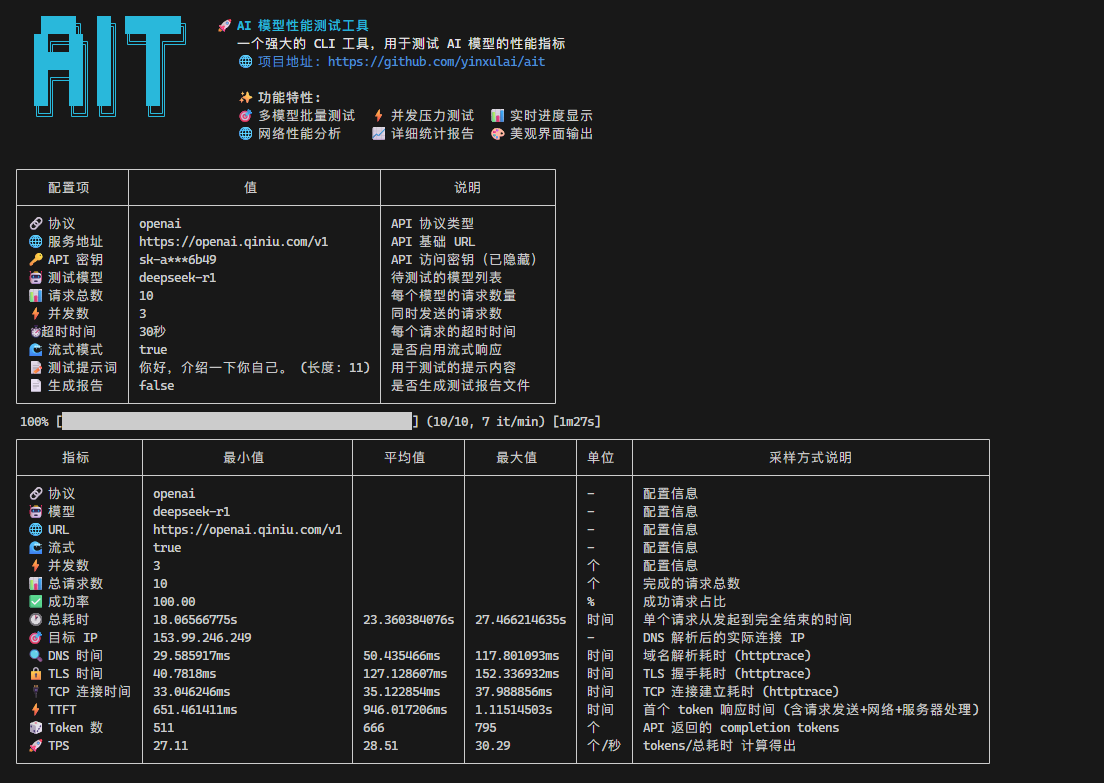 AIT
🚀 AI 模型性能测试工具
一个强大的 CLI 工具，用于测试 AI 模型的性能指标
🌐 项目地址: https://github.com/yinxulai/ait
✨ 功能特性:
🎯 多模型批量测试 ⚡ 并发压力测试 📊 实时进度显示
🌐 网络性能分析 📈 详细统计报告 🎨 美观界面输出
配置项 值 说明
🔗 协议 openai API 协议类型
🌐 服务地址 https://openai.qiniu.com/v1 API 基础 URL
🔑 API 密钥 sk-a***6b49 API 访问密钥 (已隐藏)
🤖 测试模型 deepseek-r1 待测试的模型列表
📊 请求总数 10 每个模型的请求数量
⚡ 并发数 3 同时发送的请求数
⏱超时时间 30秒 每个请求的超时时间
🌊 流式模式 true 是否启用流式响应
📝 测试提示词 你好，介绍一下你自己。 (长度: 11) 用于测试的提示内容
📄 生成报告 false 是否生成测试报告文件
100% [ ] (10/10, 7 it/min) [1m27s]
指标 最小值 平均值 最大值 单位 采样方式说明
🔗 协议 openai - 配置信息
🤖 模型 deepseek-r1 - 配置信息
🌐 URL https://openai.qiniu.com/v1 - 配置信息
🌊 流式 true - 配置信息
⚡ 并发数 3 个 配置信息
📊 总请求数 10 个 完成的请求总数
✅ 成功率 100.00 % 成功请求占比
🕐 总耗时 18.06566775s 23.360384076s 27.466214635s 时间 单个请求从发起到完全结束的时间
🎯 目标 IP 153.99.246.249 - DNS 解析后的实际连接 IP
🔍 DNS 时间 29.585917ms 50.435466ms 117.801093ms 时间 域名解析耗时 (httptrace)
🔒 TLS 时间 40.7818ms 127.128607ms 152.336932ms 时间 TLS 握手耗时 (httptrace)
🔌 TCP 连接时间 33.046246ms 35.122854ms 37.988856ms 时间 TCP 连接建立耗时 (httptrace)
⚡ TTFT 651.461411ms 946.017206ms 1.11514503s 时间 首个 token 响应时间 (含请求发送+网络+服务器处理)
🎲 Token 数 511 666 795 个 API 返回的 completion tokens
🚀 TPS 27.11 28.51 30.29 个/秒 tokens/总耗时 计算得出